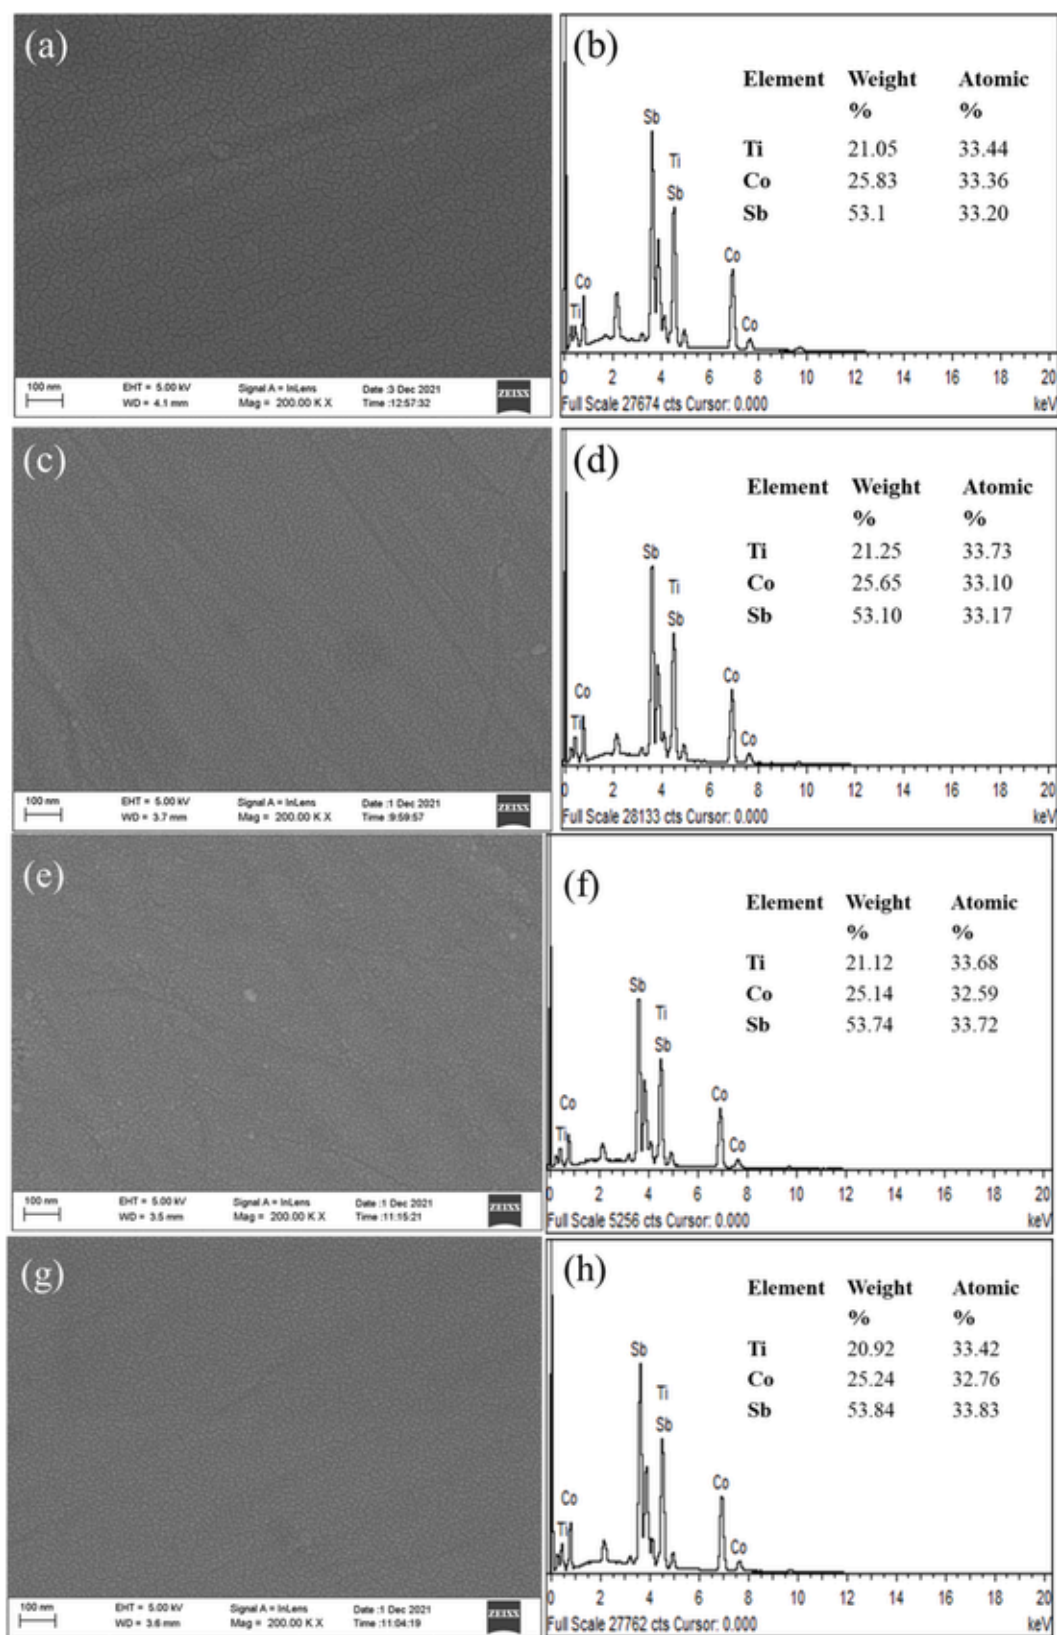 (a)
100 nm
EHT = 5.00 kV
Signal A = InLens
Date :3 Dec 2021
WD = 4.1 mm
Mag = 200.00 K X
Time :12:57:32
ZEISS
(b)
Element Weight Atomic
% %
Ti 21.05 33.44
Co 25.83 33.36
Sb 53.1 33.20
Sb
Ti
Sb
Co
Co
Ti
Co
0 2 4 6 8 10 12 14 16 18 20
Full Scale 27674 cts Cursor: 0.000 keV
(c)
100 nm
EHT = 5.00 kV
Signal A = InLens
Date :1 Dec 2021
WD = 3.7 mm
Mag = 200.00 K X
Time :9:59:57
ZEISS
(d)
Element Weight Atomic
% %
Ti 21.25 33.73
Co 25.65 33.10
Sb 53.10 33.17
Sb
Ti
Sb
Co
Co
Ti
Co
0 2 4 6 8 10 12 14 16 18 20
Full Scale 28133 cts Cursor: 0.000 keV
(e)
100 nm
EHT = 5.00 kV
Signal A = InLens
Date :1 Dec 2021
WD = 3.5 mm
Mag = 200.00 K X
Time :11:15:21
ZEISS
(f)
Element Weight Atomic
% %
Ti 21.12 33.68
Co 25.14 32.59
Sb 53.74 33.72
Sb
Ti
Sb
Co
Co
Ti
Co
0 2 4 6 8 10 12 14 16 18 20
Full Scale 5256 cts Cursor: 0.000 keV
(g)
100 nm
EHT = 5.00 kV
Signal A = InLens
Date :1 Dec 2021
WD = 3.6 mm
Mag = 200.00 K X
Time :11:04:19
ZEISS
(h)
Element Weight Atomic
% %
Ti 20.92 33.42
Co 25.24 32.76
Sb 53.84 33.83
Sb
Ti
Sb
Co
Co
Ti
Co
0 2 4 6 8 10 12 14 16 18 20
Full Scale 27762 cts Cursor: 0.000 keV